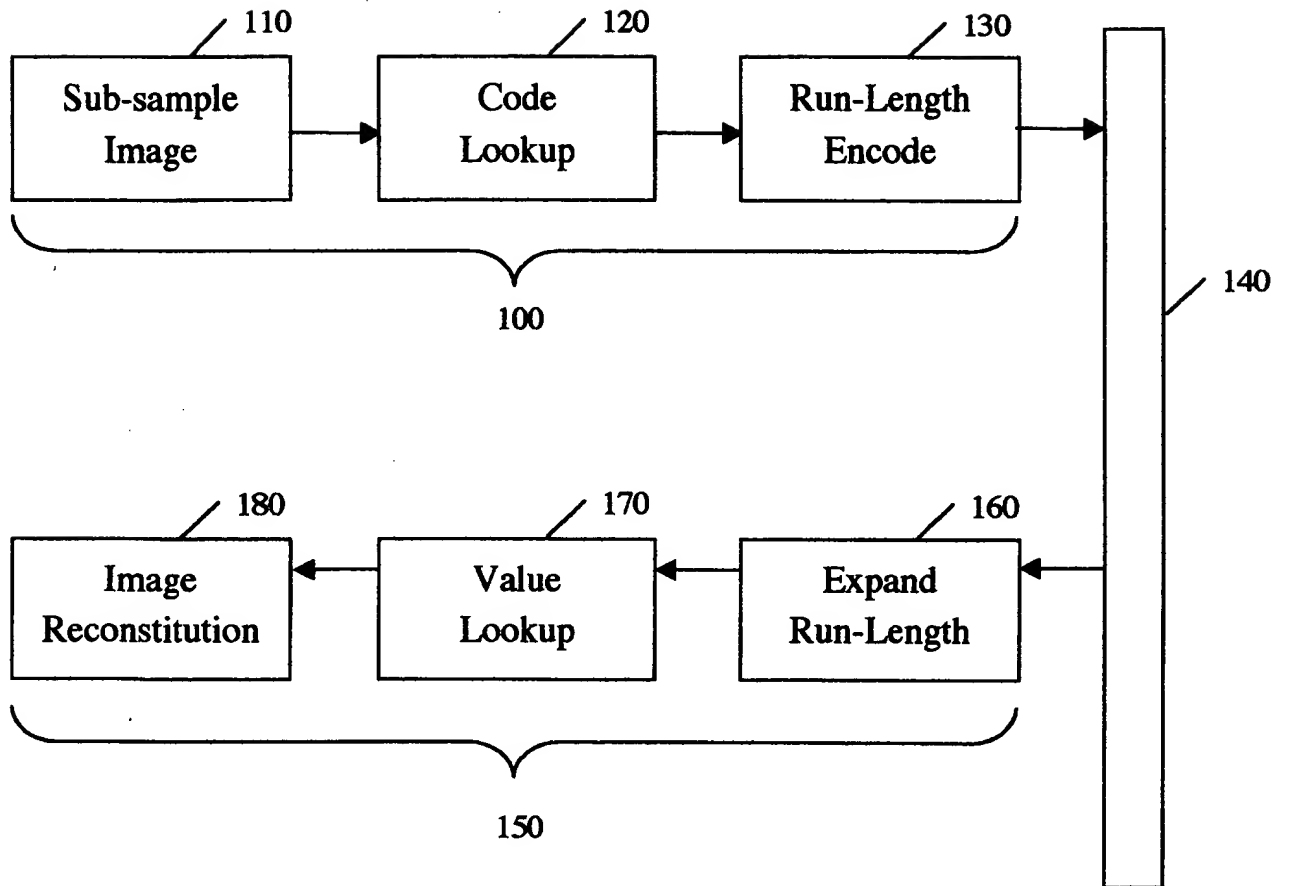 110
120
130
Sub-sample
Image
Code
Lookup
Run-Length
Encode
140
100
180
170
160
Image
Reconstitution
Value
Lookup
Expand
Run-Length
150